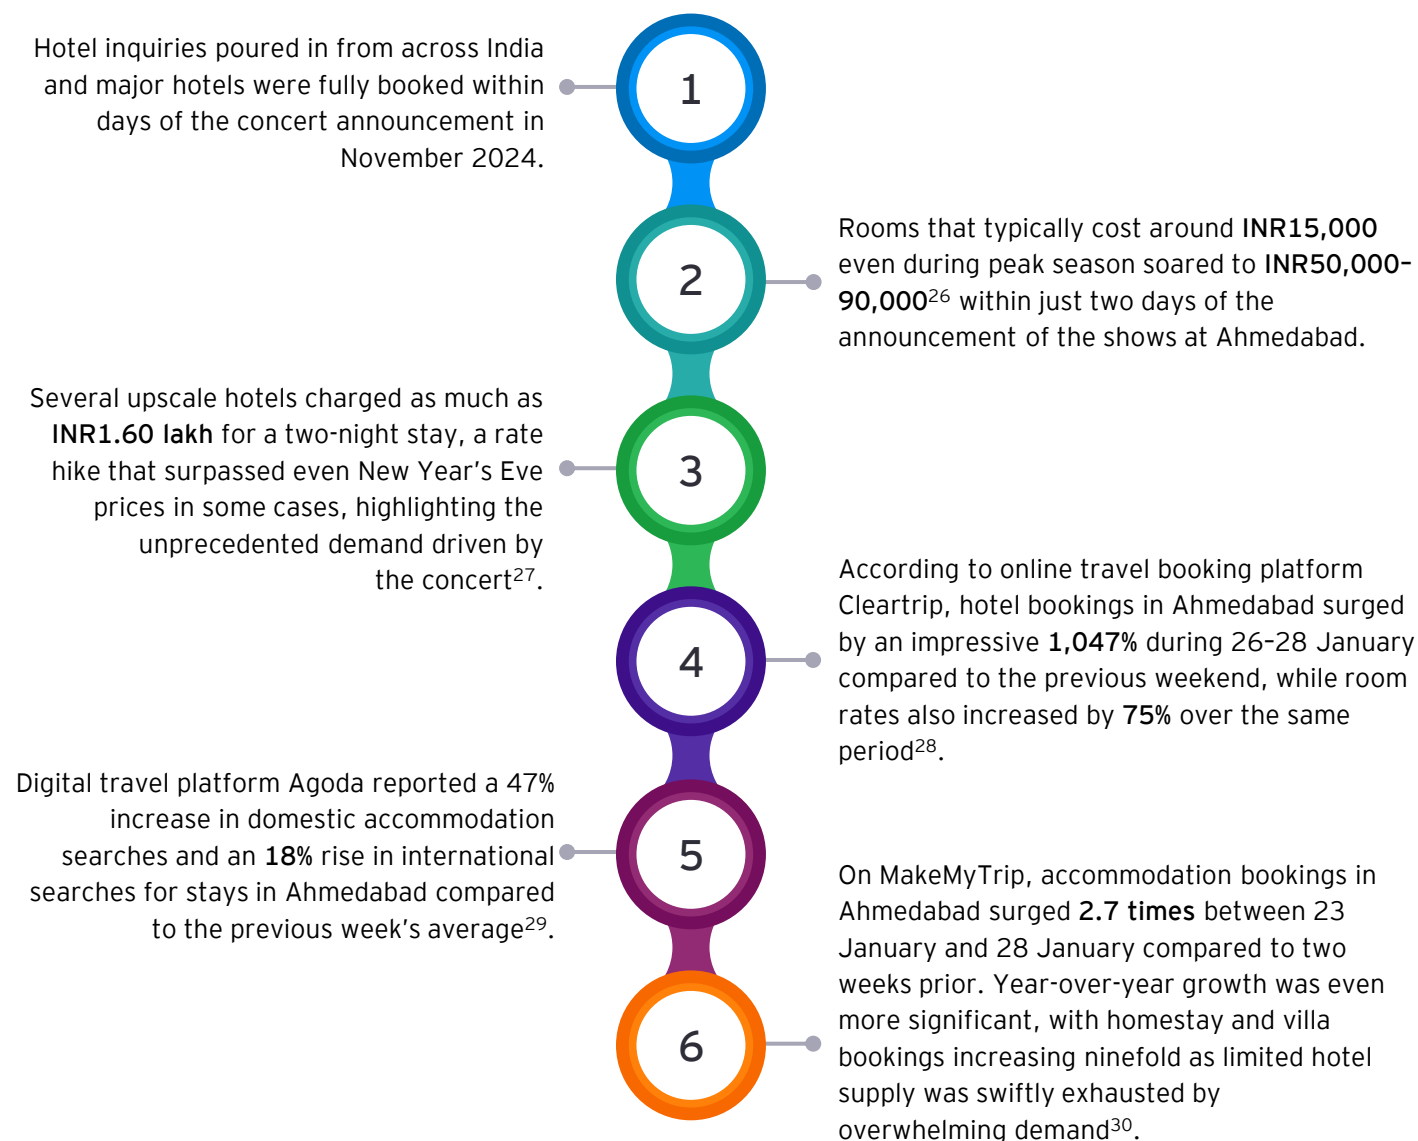 1
Hotel inquiries poured in from across India
and major hotels were fully booked within
days of the concert announcement in
November 2024.
2
Rooms that typically cost around INR15,000
even during peak season soared to INR50,000–
90,000²⁶ within just two days of the
announcement of the shows at Ahmedabad.
3
Several upscale hotels charged as much as
INR1.60 lakh for a two-night stay, a rate
hike that surpassed even New Year’s Eve
prices in some cases, highlighting the
unprecedented demand driven by
the concert²⁷.
4
According to online travel booking platform
Cleartrip, hotel bookings in Ahmedabad surged
by an impressive 1,047% during 26–28 January
compared to the previous weekend, while room
rates also increased by 75% over the same
period²⁸.
5
Digital travel platform Agoda reported a 47%
increase in domestic accommodation
searches and an 18% rise in international
searches for stays in Ahmedabad compared
to the previous week’s average²⁹.
6
On MakeMyTrip, accommodation bookings in
Ahmedabad surged 2.7 times between 23
January and 28 January compared to two
weeks prior. Year-over-year growth was even
more significant, with homestay and villa
bookings increasing ninefold as limited hotel
supply was swiftly exhausted by
overwhelming demand³⁰.